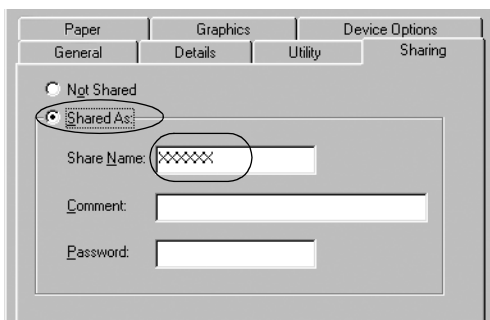 Paper Graphics Device Options
General Details Utility Sharing
Not Shared
Shared As:
Share Name: XXXXXX
Comment:
Password: